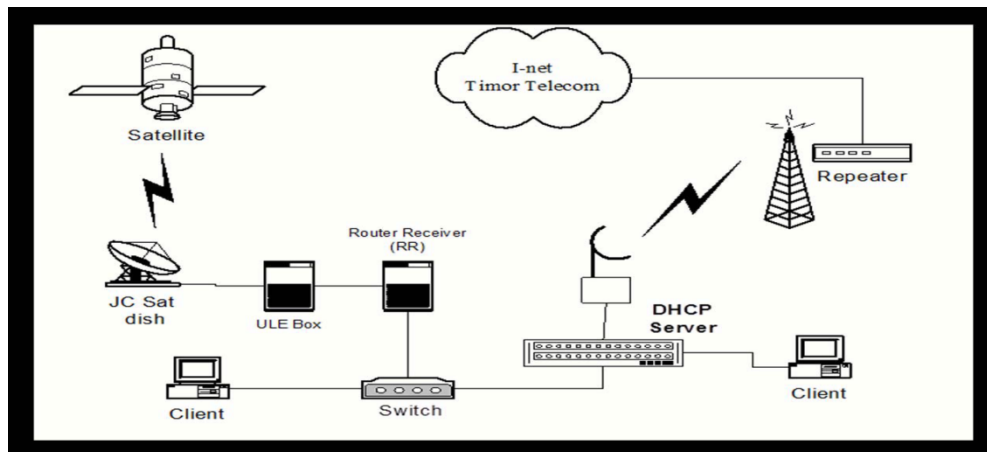 I-net
Timor Telecom
Satellite
Repeater
Router Receiver
(RR)
JC Sat
dish
ULE Box
DHCP
Server
Client
Switch
Client